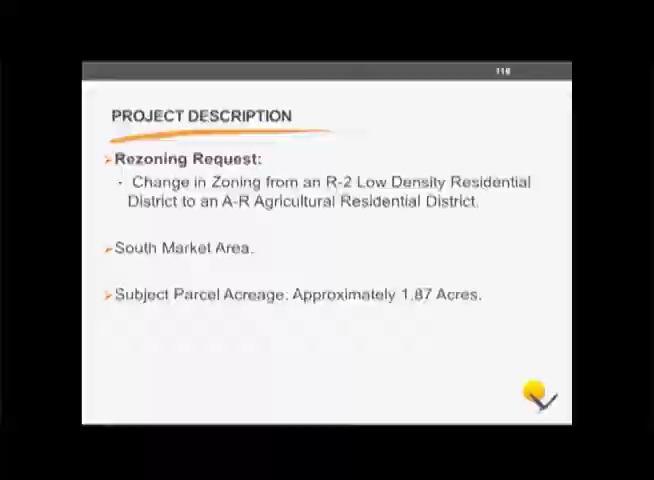 118
PROJECT DESCRIPTION
Rezoning Request:
- Change in Zoning from an R-2 Low Density Residential
District to an A-R Agricultural Residential District.
South Market Area.
Subject Parcel Acreage: Approximately 1.87 Acres.